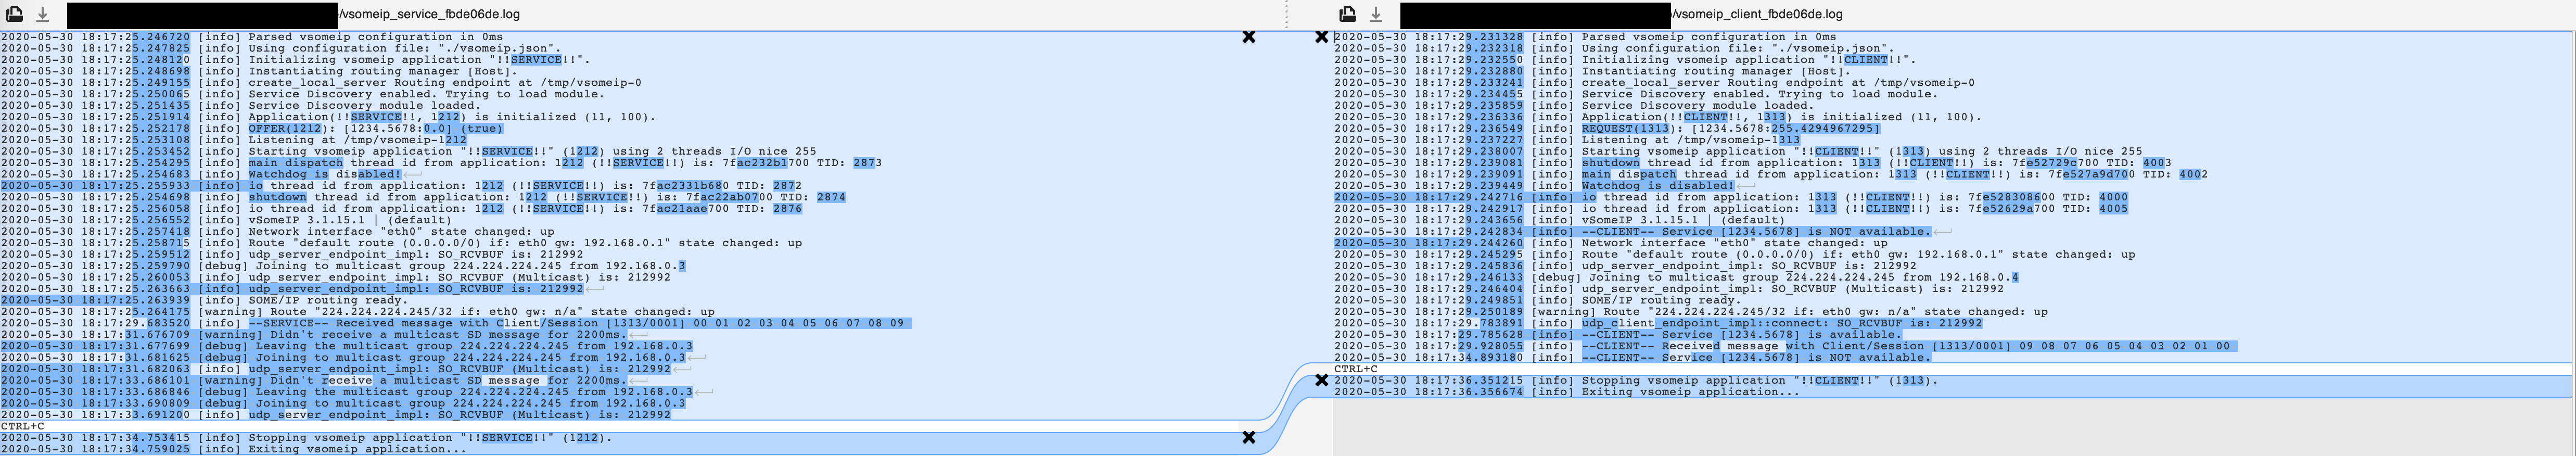 /vsomeip_service_fbde06de.log
2020-05-30 18:17:25.246720 [info] Parsed vsomeip configuration in 0ms
2020-05-30 18:17:25.247825 [info] Using configuration file: "./vsomeip.json".
2020-05-30 18:17:25.248120 [info] Initializing vsomeip application "!!SERVICE!!".
2020-05-30 18:17:25.248698 [info] Instantiating routing manager [Host].
2020-05-30 18:17:25.249155 [info] create_local_server Routing endpoint at /tmp/vsomeip-0
2020-05-30 18:17:25.250065 [info] Service Discovery enabled. Trying to load module.
2020-05-30 18:17:25.251435 [info] Service Discovery module loaded.
2020-05-30 18:17:25.251914 [info] Application(!!SERVICE!!, 1212) is initialized (11, 100).
2020-05-30 18:17:25.252178 [info] OFFER(1212): [1234.5678:0.0] (true)
2020-05-30 18:17:25.253108 [info] Listening at /tmp/vsomeip-1212
2020-05-30 18:17:25.253452 [info] Starting vsomeip application "!!SERVICE!!" (1212) using 2 threads I/O nice 255
2020-05-30 18:17:25.254295 [info] main dispatch thread id from application: 1212 (!!SERVICE!!) is: 7fac232b1700 TID: 2873
2020-05-30 18:17:25.254683 [info] Watchdog is disabled!
2020-05-30 18:17:25.255933 [info] io thread id from application: 1212 (!!SERVICE!!) is: 7fac2331b680 TID: 2872
2020-05-30 18:17:25.254698 [info] shutdown thread id from application: 1212 (!!SERVICE!!) is: 7fac22ab0700 TID: 2874
2020-05-30 18:17:25.256058 [info] io thread id from application: 1212 (!!SERVICE!!) is: 7fac21aae700 TID: 2876
2020-05-30 18:17:25.256552 [info] vSomeIP 3.1.15.1 | (default)
2020-05-30 18:17:25.257418 [info] Network interface "eth0" state changed: up
2020-05-30 18:17:25.258715 [info] Route "default route (0.0.0.0/0) if: eth0 gw: 192.168.0.1" state changed: up
2020-05-30 18:17:25.259512 [info] udp_server_endpoint_impl: SO_RCVBUF is: 212992
2020-05-30 18:17:25.259790 [debug] Joining to multicast group 224.224.224.245 from 192.168.0.3
2020-05-30 18:17:25.260053 [info] udp_server_endpoint_impl: SO_RCVBUF (Multicast) is: 212992
2020-05-30 18:17:25.263663 [info] udp_server_endpoint_impl: SO_RCVBUF is: 212992
2020-05-30 18:17:25.263939 [info] SOME/IP routing ready.
2020-05-30 18:17:25.264175 [warning] Route "224.224.224.245/32 if: eth0 gw: n/a" state changed: up
2020-05-30 18:17:29.683520 [info] --SERVICE-- Received message with Client/Session [1313/0001] 00 01 02 03 04 05 06 07 08 09
2020-05-30 18:17:31.676709 [warning] Didn't receive a multicast SD message for 2200ms.
2020-05-30 18:17:31.677699 [debug] Leaving the multicast group 224.224.224.245 from 192.168.0.3
2020-05-30 18:17:31.681625 [debug] Joining to multicast group 224.224.224.245 from 192.168.0.3
2020-05-30 18:17:31.682063 [info] udp_server_endpoint_impl: SO_RCVBUF (Multicast) is: 212992
2020-05-30 18:17:33.686101 [warning] Didn't receive a multicast SD message for 2200ms.
2020-05-30 18:17:33.686846 [debug] Leaving the multicast group 224.224.224.245 from 192.168.0.3
2020-05-30 18:17:33.690809 [debug] Joining to multicast group 224.224.224.245 from 192.168.0.3
2020-05-30 18:17:33.691200 [info] udp_server_endpoint_impl: SO_RCVBUF (Multicast) is: 212992
CTRL+C
2020-05-30 18:17:34.753415 [info] Stopping vsomeip application "!!SERVICE!!" (1212).
2020-05-30 18:17:34.759025 [info] Exiting vsomeip application...
/vsomeip_client_fbde06de.log
2020-05-30 18:17:29.231328 [info] Parsed vsomeip configuration in 0ms
2020-05-30 18:17:29.232318 [info] Using configuration file: "./vsomeip.json".
2020-05-30 18:17:29.232550 [info] Initializing vsomeip application "!!CLIENT!!".
2020-05-30 18:17:29.232880 [info] Instantiating routing manager [Host].
2020-05-30 18:17:29.233241 [info] create_local_server Routing endpoint at /tmp/vsomeip-0
2020-05-30 18:17:29.234455 [info] Service Discovery enabled. Trying to load module.
2020-05-30 18:17:29.235859 [info] Service Discovery module loaded.
2020-05-30 18:17:29.236336 [info] Application(!!CLIENT!!, 1313) is initialized (11, 100).
2020-05-30 18:17:29.236549 [info] REQUEST(1313): [1234.5678:255.4294967295]
2020-05-30 18:17:29.237227 [info] Listening at /tmp/vsomeip-1313
2020-05-30 18:17:29.238007 [info] Starting vsomeip application "!!CLIENT!!" (1313) using 2 threads I/O nice 255
2020-05-30 18:17:29.239081 [info] shutdown thread id from application: 1313 (!!CLIENT!!) is: 7fe52729c700 TID: 4003
2020-05-30 18:17:29.239091 [info] main dispatch thread id from application: 1313 (!!CLIENT!!) is: 7fe527a9d700 TID: 4002
2020-05-30 18:17:29.239449 [info] Watchdog is disabled!
2020-05-30 18:17:29.242716 [info] io thread id from application: 1313 (!!CLIENT!!) is: 7fe528308600 TID: 4000
2020-05-30 18:17:29.242917 [info] io thread id from application: 1313 (!!CLIENT!!) is: 7fe52629a700 TID: 4005
2020-05-30 18:17:29.243656 [info] vSomeIP 3.1.15.1 | (default)
2020-05-30 18:17:29.242834 [info] --CLIENT-- Service [1234.5678] is NOT available.
2020-05-30 18:17:29.244260 [info] Network interface "eth0" state changed: up
2020-05-30 18:17:29.245295 [info] Route "default route (0.0.0.0/0) if: eth0 gw: 192.168.0.1" state changed: up
2020-05-30 18:17:29.245836 [info] udp_server_endpoint_impl: SO_RCVBUF is: 212992
2020-05-30 18:17:29.246133 [debug] Joining to multicast group 224.224.224.245 from 192.168.0.4
2020-05-30 18:17:29.246404 [info] udp_server_endpoint_impl: SO_RCVBUF (Multicast) is: 212992
2020-05-30 18:17:29.249851 [info] SOME/IP routing ready.
2020-05-30 18:17:29.250189 [warning] Route "224.224.224.245/32 if: eth0 gw: n/a" state changed: up
2020-05-30 18:17:29.783891 [info] udp_client_endpoint_impl::connect: SO_RCVBUF is: 212992
2020-05-30 18:17:29.785628 [info] --CLIENT-- Service [1234.5678] is available.
2020-05-30 18:17:29.928055 [info] --CLIENT-- Received message with Client/Session [1313/0001] 09 08 07 06 05 04 03 02 01 00
2020-05-30 18:17:34.893180 [info] --CLIENT-- Service [1234.5678] is NOT available.
CTRL+C
2020-05-30 18:17:36.351215 [info] Stopping vsomeip application "!!CLIENT!!" (1313).
2020-05-30 18:17:36.356674 [info] Exiting vsomeip application...